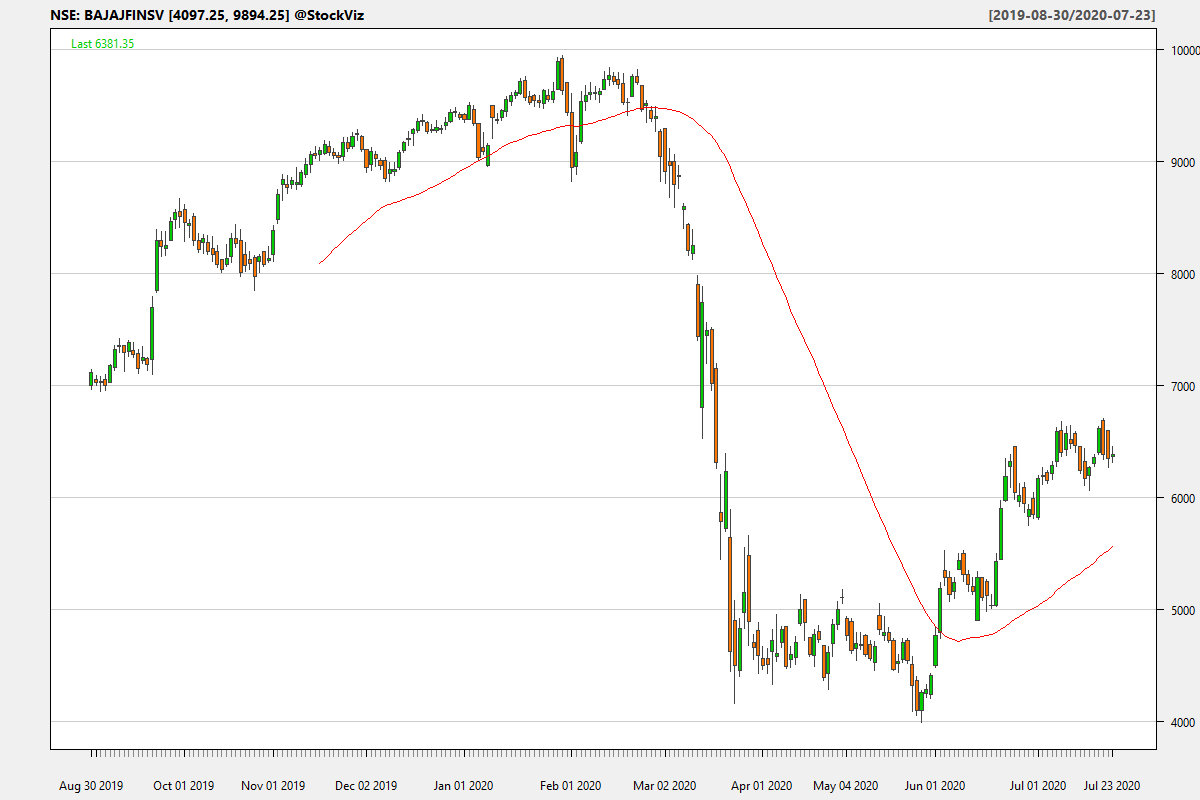 NSE: BAJAJFINSV [4097.25, 9894.25] @StockViz
[2019-08-30/2020-07-23]
Last 6381.35
10000
9000
8000
7000
6000
5000
4000
Aug 30 2019 Oct 01 2019 Nov 01 2019 Dec 02 2019 Jan 01 2020 Feb 01 2020 Mar 02 2020 Apr 01 2020 May 04 2020 Jun 01 2020 Jul 01 2020 Jul 23 2020